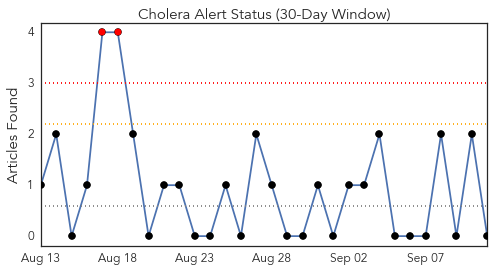 Cholera Alert Status (30-Day Window)
Articles Found
4
3
2
1
0
Aug 13 Aug 18 Aug 23 Aug 28 Sep 02 Sep 07